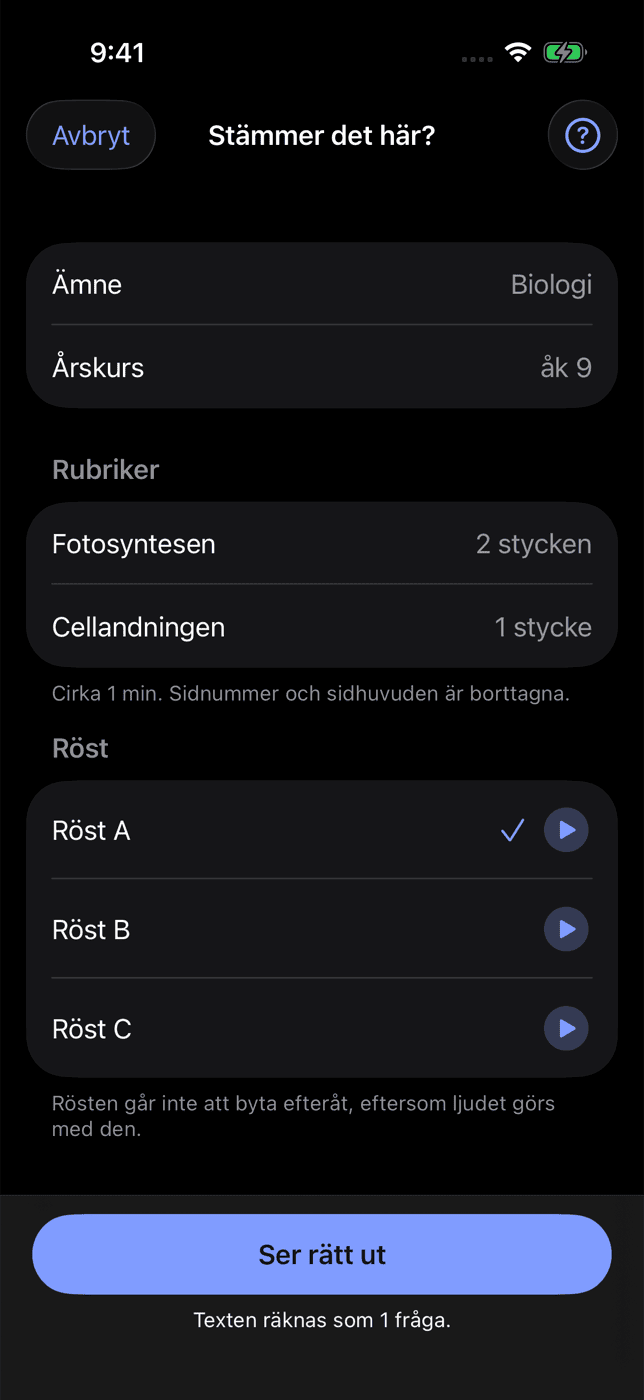 9:41
Avbryt
Stämmer det här?
?
Ämne
Biologi
Årskurs
åk 9
Rubriker
Fotosyntesen
2 stycken
Cellandningen
1 stycke
Cirka 1 min. Sidnummer och sidhuvuden är borttagna.
Röst
Röst A
Röst B
Röst C
Rösten går inte att byta efteråt, eftersom ljudet görs
med den.
Ser rätt ut
Texten räknas som 1 fråga.